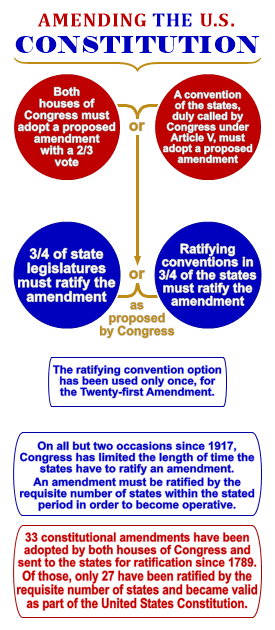 AMENDING THE U.S.
CONSTITUTION
Both
houses of
Congress must
adopt a proposed
amendment
with a 2/3
vote
or
A convention
of the states,
duly called by
Congress under
Article V, must
adopt a proposed
amendment
3/4 of state
legislatures
must ratify the
amendment
or
Ratifying
conventions in
3/4 of the states
must ratify the
amendment
as
proposed
by Congress
The ratifying convention option
has been used only once, for
the Twenty-first Amendment.
On all but two occasions since 1917,
Congress has limited the length of time the
states have to ratify an amendment.
An amendment must be ratified by the
requisite number of states within the stated
period in order to become operative.
33 constitutional amendments have been
adopted by both houses of Congress and
sent to the states for ratification since 1789.
Of those, only 27 have been ratified by the
requisite number of states and became valid
as part of the United States Constitution.